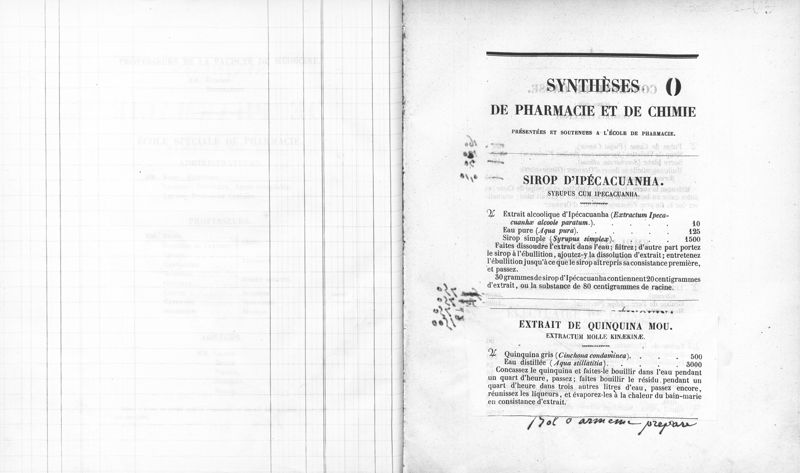 SYNTHÈSES ()
DE PHARMACIE ET DE CHIMIE
PRÉSENTÉES ET SOUTENUES A L'ÉCOLE DE PHARMACIE.
SIROP D'IPÉCACUANHA.
SYRUPUS CUM IPECACUANHA.
♃ Extrait alcoolique d'Ipécacuanha (Extractum Ipeca-
cuanhæ alcoole paratum.). . . . . 10
Eau pure (Aqua pura). . . . . . 125
Sirop simple (Syrupus simplex). . . . . 1500
Faites dissoudre l'extrait dans l'eau; filtrez; d'autre part portez
le sirop à l'ébullition, ajoutez-y la dissolution d'extrait; entretenez
l'ébullition jusqu'à ce que le sirop ait repris sa consistance première,
et passez.
30 grammes de sirop d'Ipécacuanha contiennent 20 centigrammes
d'extrait, ou la substance de 80 centigrammes de racine.
EXTRAIT DE QUINQUINA MOU.
EXTRACTUM MOLLE KINÆKINÆ.
♃ Quinquina gris (Cinchona condaminea). . . . 500
Eau distillée (Aqua stillatitia). . . . . 3000
Concassez le quinquina et faites-le bouillir dans l'eau pendant
un quart d'heure, passez; faites bouillir le résidu pendant un
quart d'heure dans trois autres litres d'eau, passez encore,
réunissez les liqueurs, et évaporez-les à la chaleur du bain-marie
en consistance d'extrait.
Bol d'armenie prepare